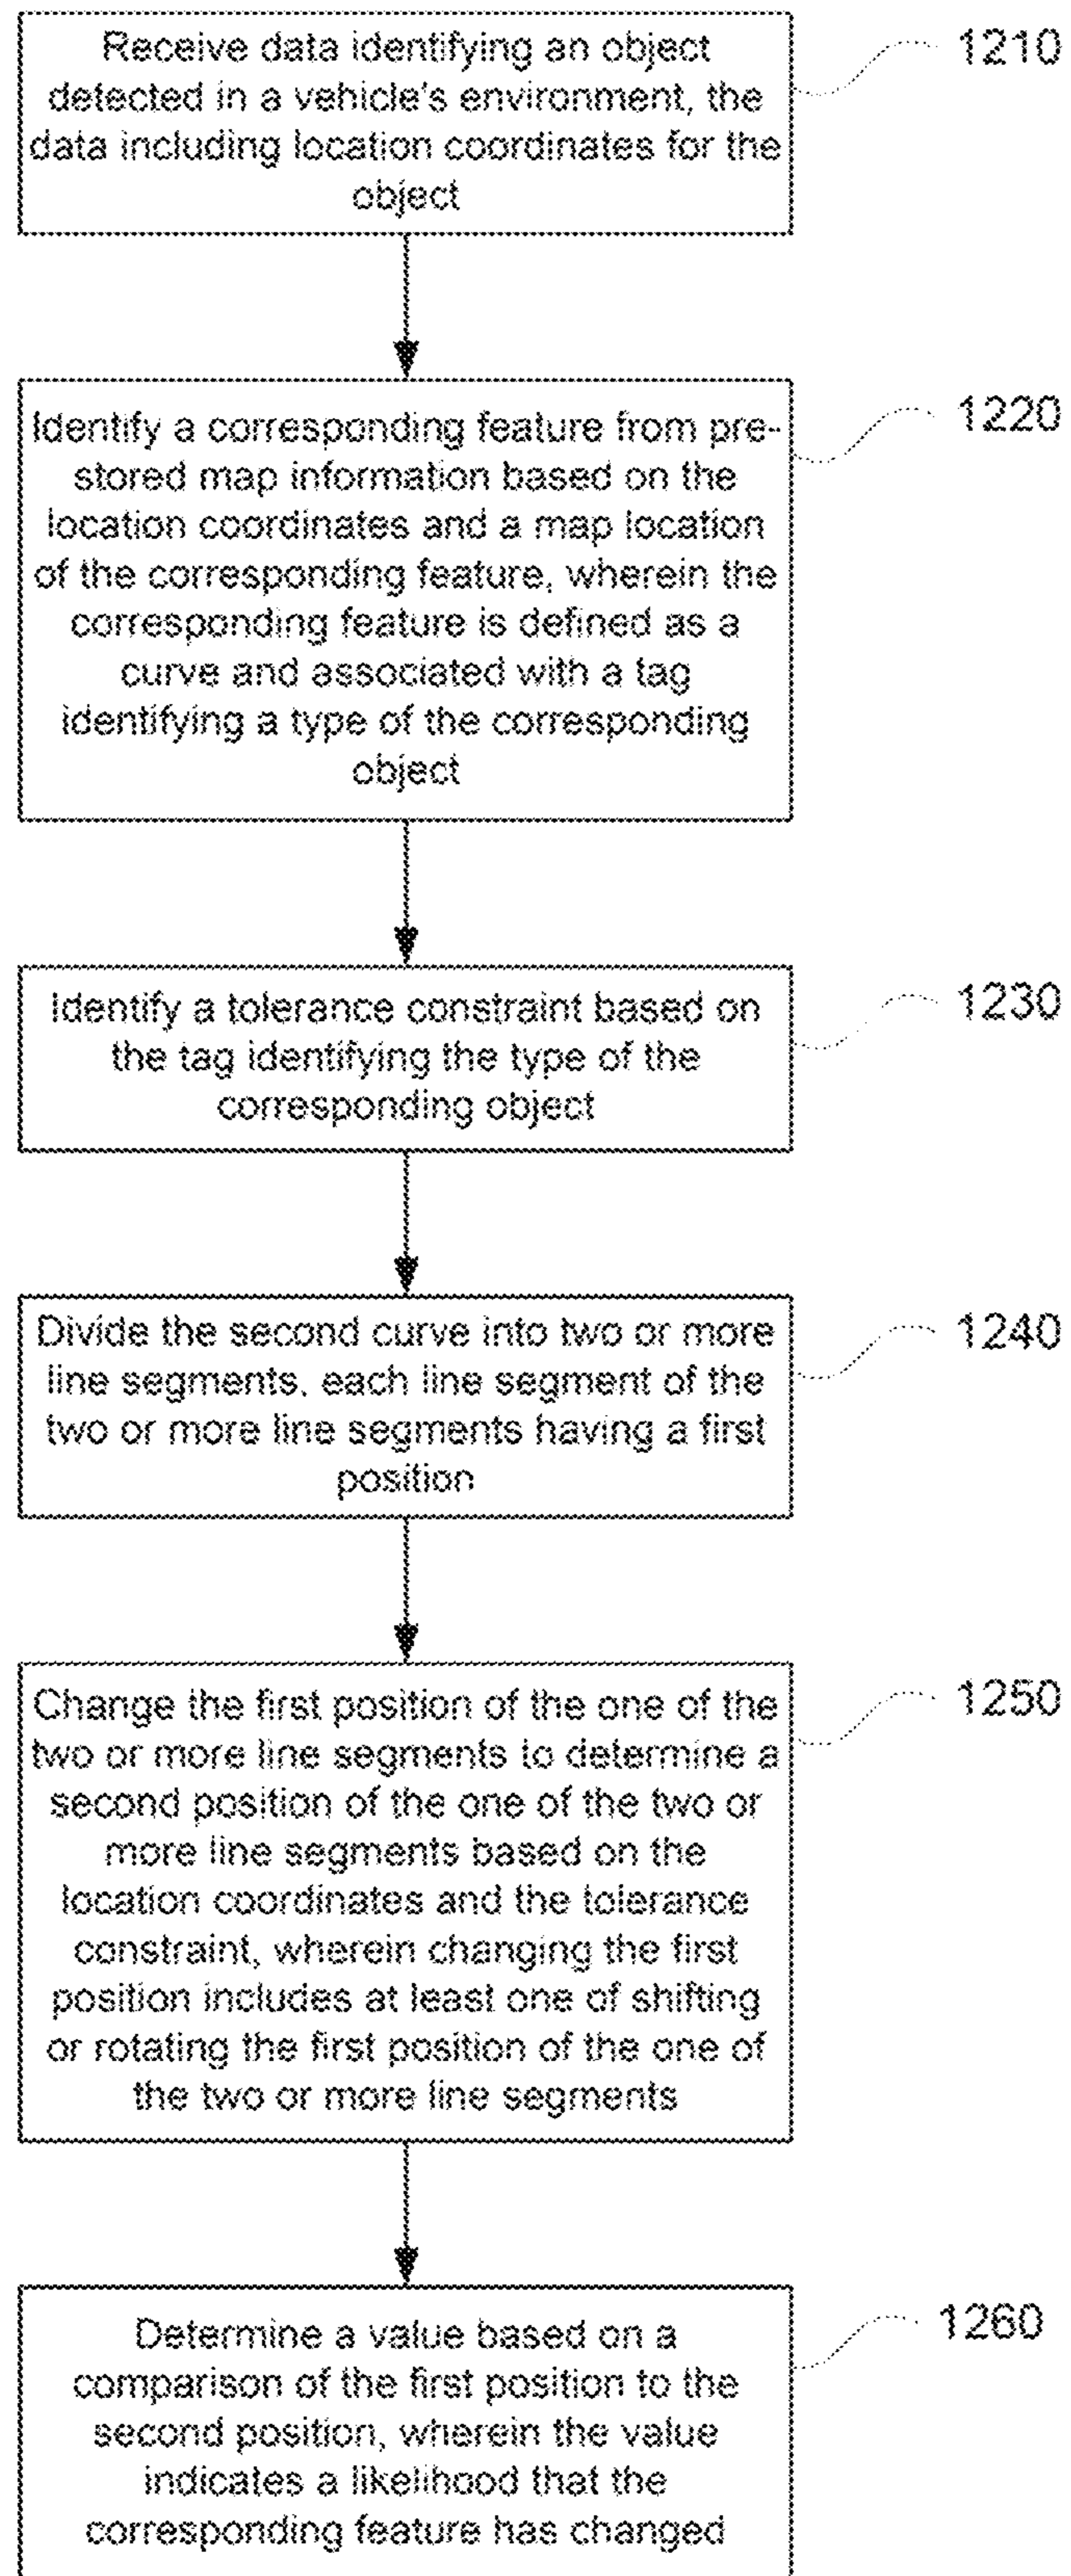 Receive data identifying an object
detected in a vehicle's environment, the
data including location coordinates for the
object
1210
Identify a corresponding feature from pre-
stored map information based on the
location coordinates and a map location
of the corresponding feature, wherein the
corresponding feature is defined as a
curve and associated with a tag
identifying a type of the corresponding
object
1220
Identify a tolerance constraint based on
the tag identifying the type of the
corresponding object
1230
Divide the second curve into two or more
line segments, each line segment of the
two or more line segments having a first
position
1240
Change the first position of the one of the
two or more line segments to determine a
second position of the one of the two or
more line segments based on the
location coordinates and the tolerance
constraint, wherein changing the first
position includes at least one of shifting
or rotating the first position of the one of
the two or more line segments
1250
Determine a value based on a
comparison of the first position to the
second position, wherein the value
indicates a likelihood that the
corresponding feature has changed
1260